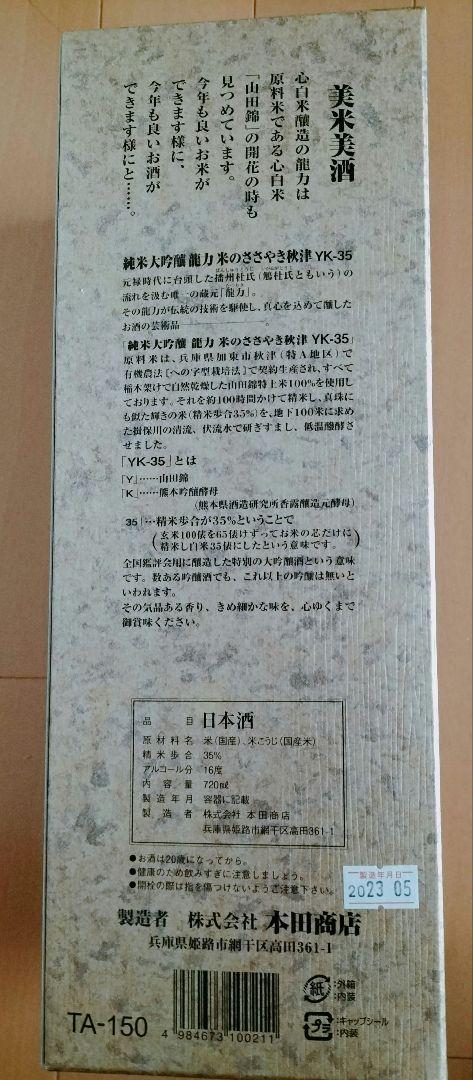 美米美酒
心白米醸造の龍力は
原料米である心白米
「山田錦」の開花の時も
見つめています。
今年も良いお米が
できます様に、
今年も良いお酒が
できます様にと……。
純米大吟醸 龍力 米のささやき秋津 YK-35
元禄時代に台頭した播州杜氏(鵤杜氏ともいう)の
流れを汲む唯一の蔵元「龍力」。
その龍力が伝統の技術を駆使し、真心を込めて醸した
お酒の芸術品
「純米大吟醸 龍力 米のささやき秋津 YK-35」
原料米は、兵庫県加東市秋津(特A地区)で
有機農法〔への字型栽培法〕で契約生産され、すべて
稲木架けで自然乾燥した山田錦特上米100%を使用し
ております。それを約100時間かけて精米し、真珠に
も似た輝きの米(精米歩合35%)を、地下100米に求め
た揖保川の清流、伏流水で研ぎすまし、低温醗酵さ
せました。
「YK-35」とは
「Y」……山田錦
「K」……熊本吟醸酵母
(熊本県酒造研究所香露醸造元酵母)
35」…精米歩合が35%ということで
(玄米100俵を65俵けずってお米の芯だけに
精米し白米35俵にしたという意味です。)
全国鑑評会用に醸造した特別の大吟醸酒という意味
です。数ある吟醸酒でも、これ以上の吟醸は無いと
いわれます。
その気品ある香り、きめ細かな味を、心ゆくまで
御賞味ください。
品目 日本酒
原材料名 米(国産)、米こうじ(国産米)
精米歩合 35%
アルコール分 16度
内容量 720mℓ
製造年月 容器に記載
製造者 株式会社 本田商店
兵庫県姫路市網干区高田361-1
●お酒は20歳になってから。
●健康のため飲みすぎに注意しましょう。
●開栓の際は指を傷つけないようご注意下さい。
製造年月日
2023 05
製造者 株式会社 本田商店
兵庫県姫路市網干区高田361-1
TA-150
4 984673 100211
紙 :外箱
:内装
プラ :キャップシール
:内装